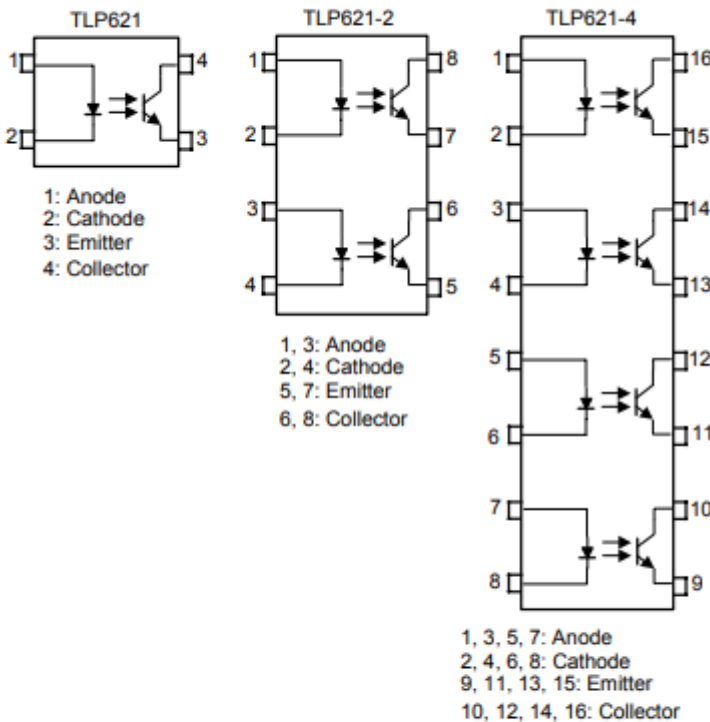 TLP621
1 4
2 3
1: Anode
2: Cathode
3: Emitter
4: Collector
TLP621-2
1 8
2 7
3 6
4 5
1, 3: Anode
2, 4: Cathode
5, 7: Emitter
6, 8: Collector
TLP621-4
1 16
2 15
3 14
4 13
5 12
6 11
7 10
8 9
1, 3, 5, 7: Anode
2, 4, 6, 8: Cathode
9, 11, 13, 15: Emitter
10, 12, 14, 16: Collector